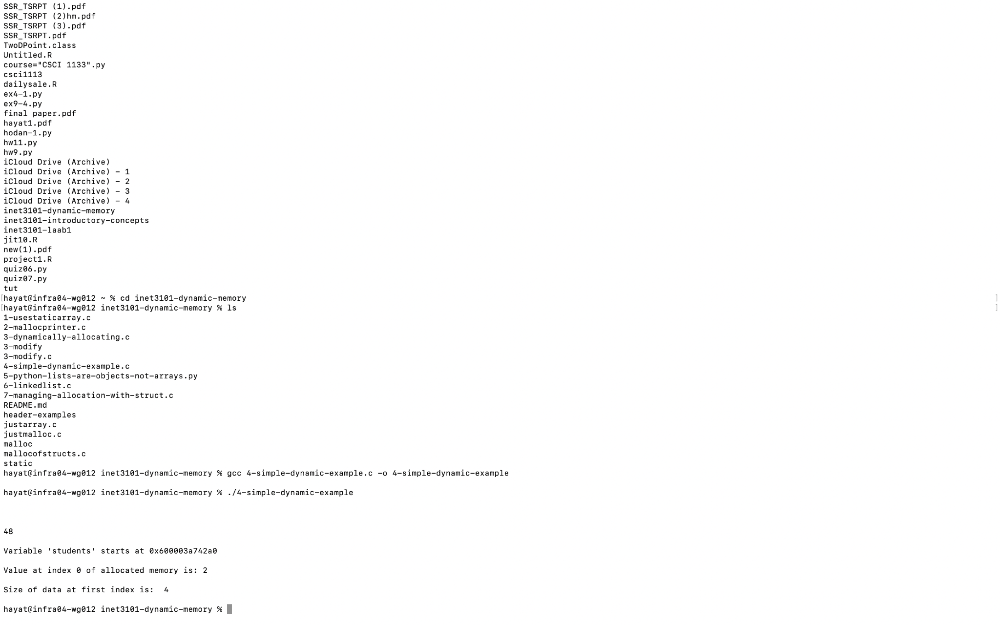 SSR_TSRPT (1).pdf
SSR_TSRPT (2)hm.pdf
SSR_TSRPT (3).pdf
SSR_TSRPT.pdf
TwoDPoint.class
Untitled.R
course="CSCI 1133".py
csci1113
dailysale.R
ex4-1.py
ex9-4.py
final paper.pdf
hayat1.pdf
hodan-1.py
hw11.py
hw9.py
iCloud Drive (Archive)
iCloud Drive (Archive) - 1
iCloud Drive (Archive) - 2
iCloud Drive (Archive) - 3
iCloud Drive (Archive) - 4
inet3101-dynamic-memory
inet3101-introductory-concepts
inet3101-laab1
jit10.R
new(1).pdf
project1.R
quiz06.py
quiz07.py
tut
[hayat@infra04-wg012 ~ % cd inet3101-dynamic-memory ]
[hayat@infra04-wg012 inet3101-dynamic-memory % ls ]
1-usestaticarray.c
2-mallocprinter.c
3-dynamically-allocating.c
3-modify
3-modify.c
4-simple-dynamic-example.c
5-python-lists-are-objects-not-arrays.py
6-linkedlist.c
7-managing-allocation-with-struct.c
README.md
header-examples
justarray.c
justmalloc.c
malloc
mallocofstructs.c
static
hayat@infra04-wg012 inet3101-dynamic-memory % gcc 4-simple-dynamic-example.c -o 4-simple-dynamic-example
hayat@infra04-wg012 inet3101-dynamic-memory % ./4-simple-dynamic-example
48
Variable 'students' starts at 0x600003a742a0
Value at index 0 of allocated memory is: 2
Size of data at first index is:  4
hayat@infra04-wg012 inet3101-dynamic-memory %